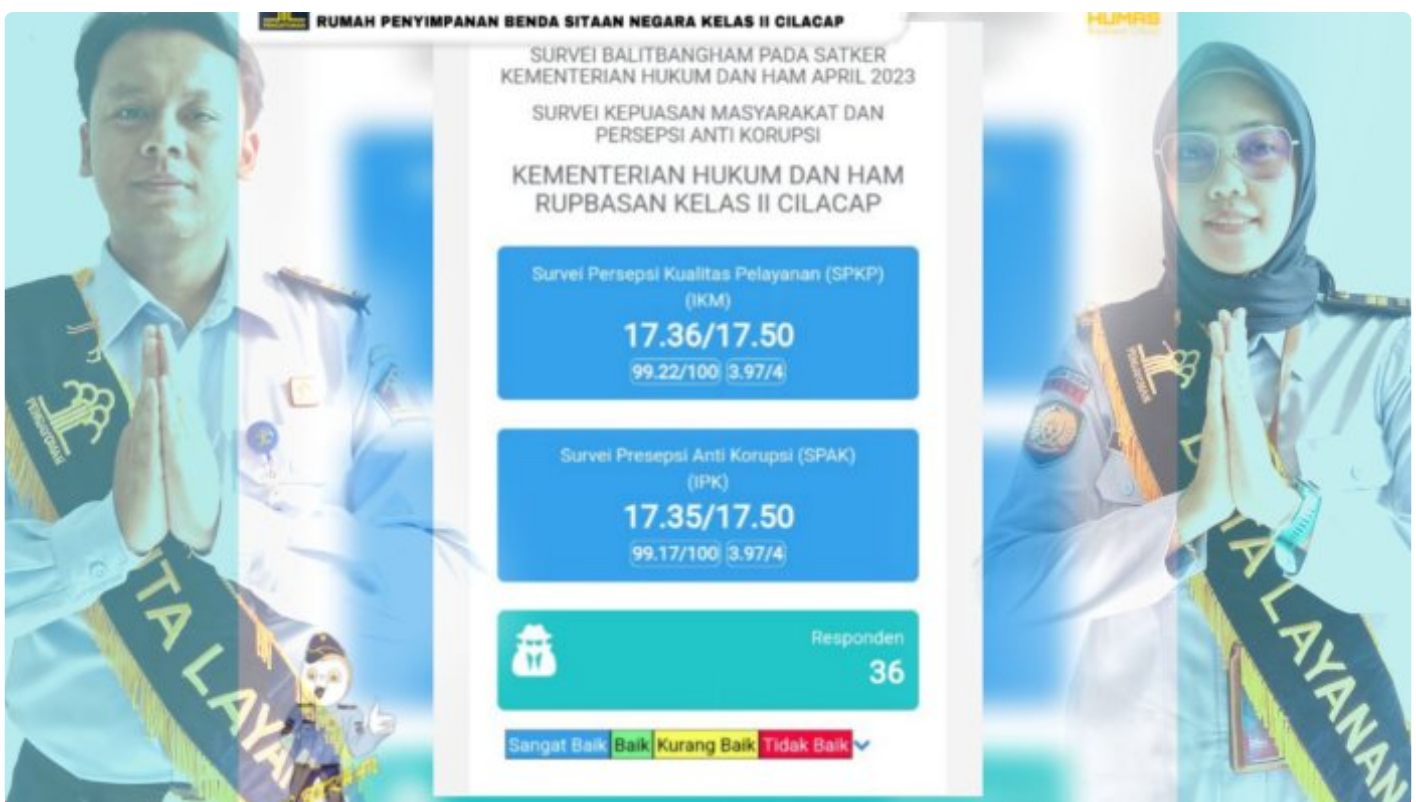 RUMAH PENYIMPANAN BENDA SITAAN NEGARA KELAS II CILACAP
HUMAS
SURVEI BALITBANGHAM PADA SATKER
KEMENTERIAN HUKUM DAN HAM APRIL 2023
SURVEI KEPUASAN MASYARAKAT DAN
PERSEPSI ANTI KORUPSI
KEMENTERIAN HUKUM DAN HAM
RUPBASAN KELAS II CILACAP
Survei Persepsi Kualitas Pelayanan (SPKP)
(IKM)
17.36/17.50
99.22/100 3.97/4
Survei Presepsi Anti Korupsi (SPAK)
(IPK)
17.35/17.50
99.17/100 3.97/4
Responden
36
Sangat Baik Baik Kurang Baik Tidak Baik
PENGAYOMAN
TA LAYANAN
PENGAYOMAN
TA LAYANAN